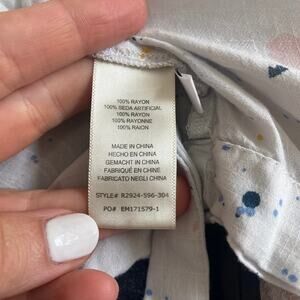 100% RAYON
100% SEDA ARTIFICIAL
100% RAYON
100% RAYONNE
100% RAION
MADE IN CHINA
HECHO EN CHINA
GEMACHT IN CHINA
FABRIQUÉ EN CHINE
FABRICATO NEGLI CHINA
STYLE# R2924-596-304
PO# EM171579-1